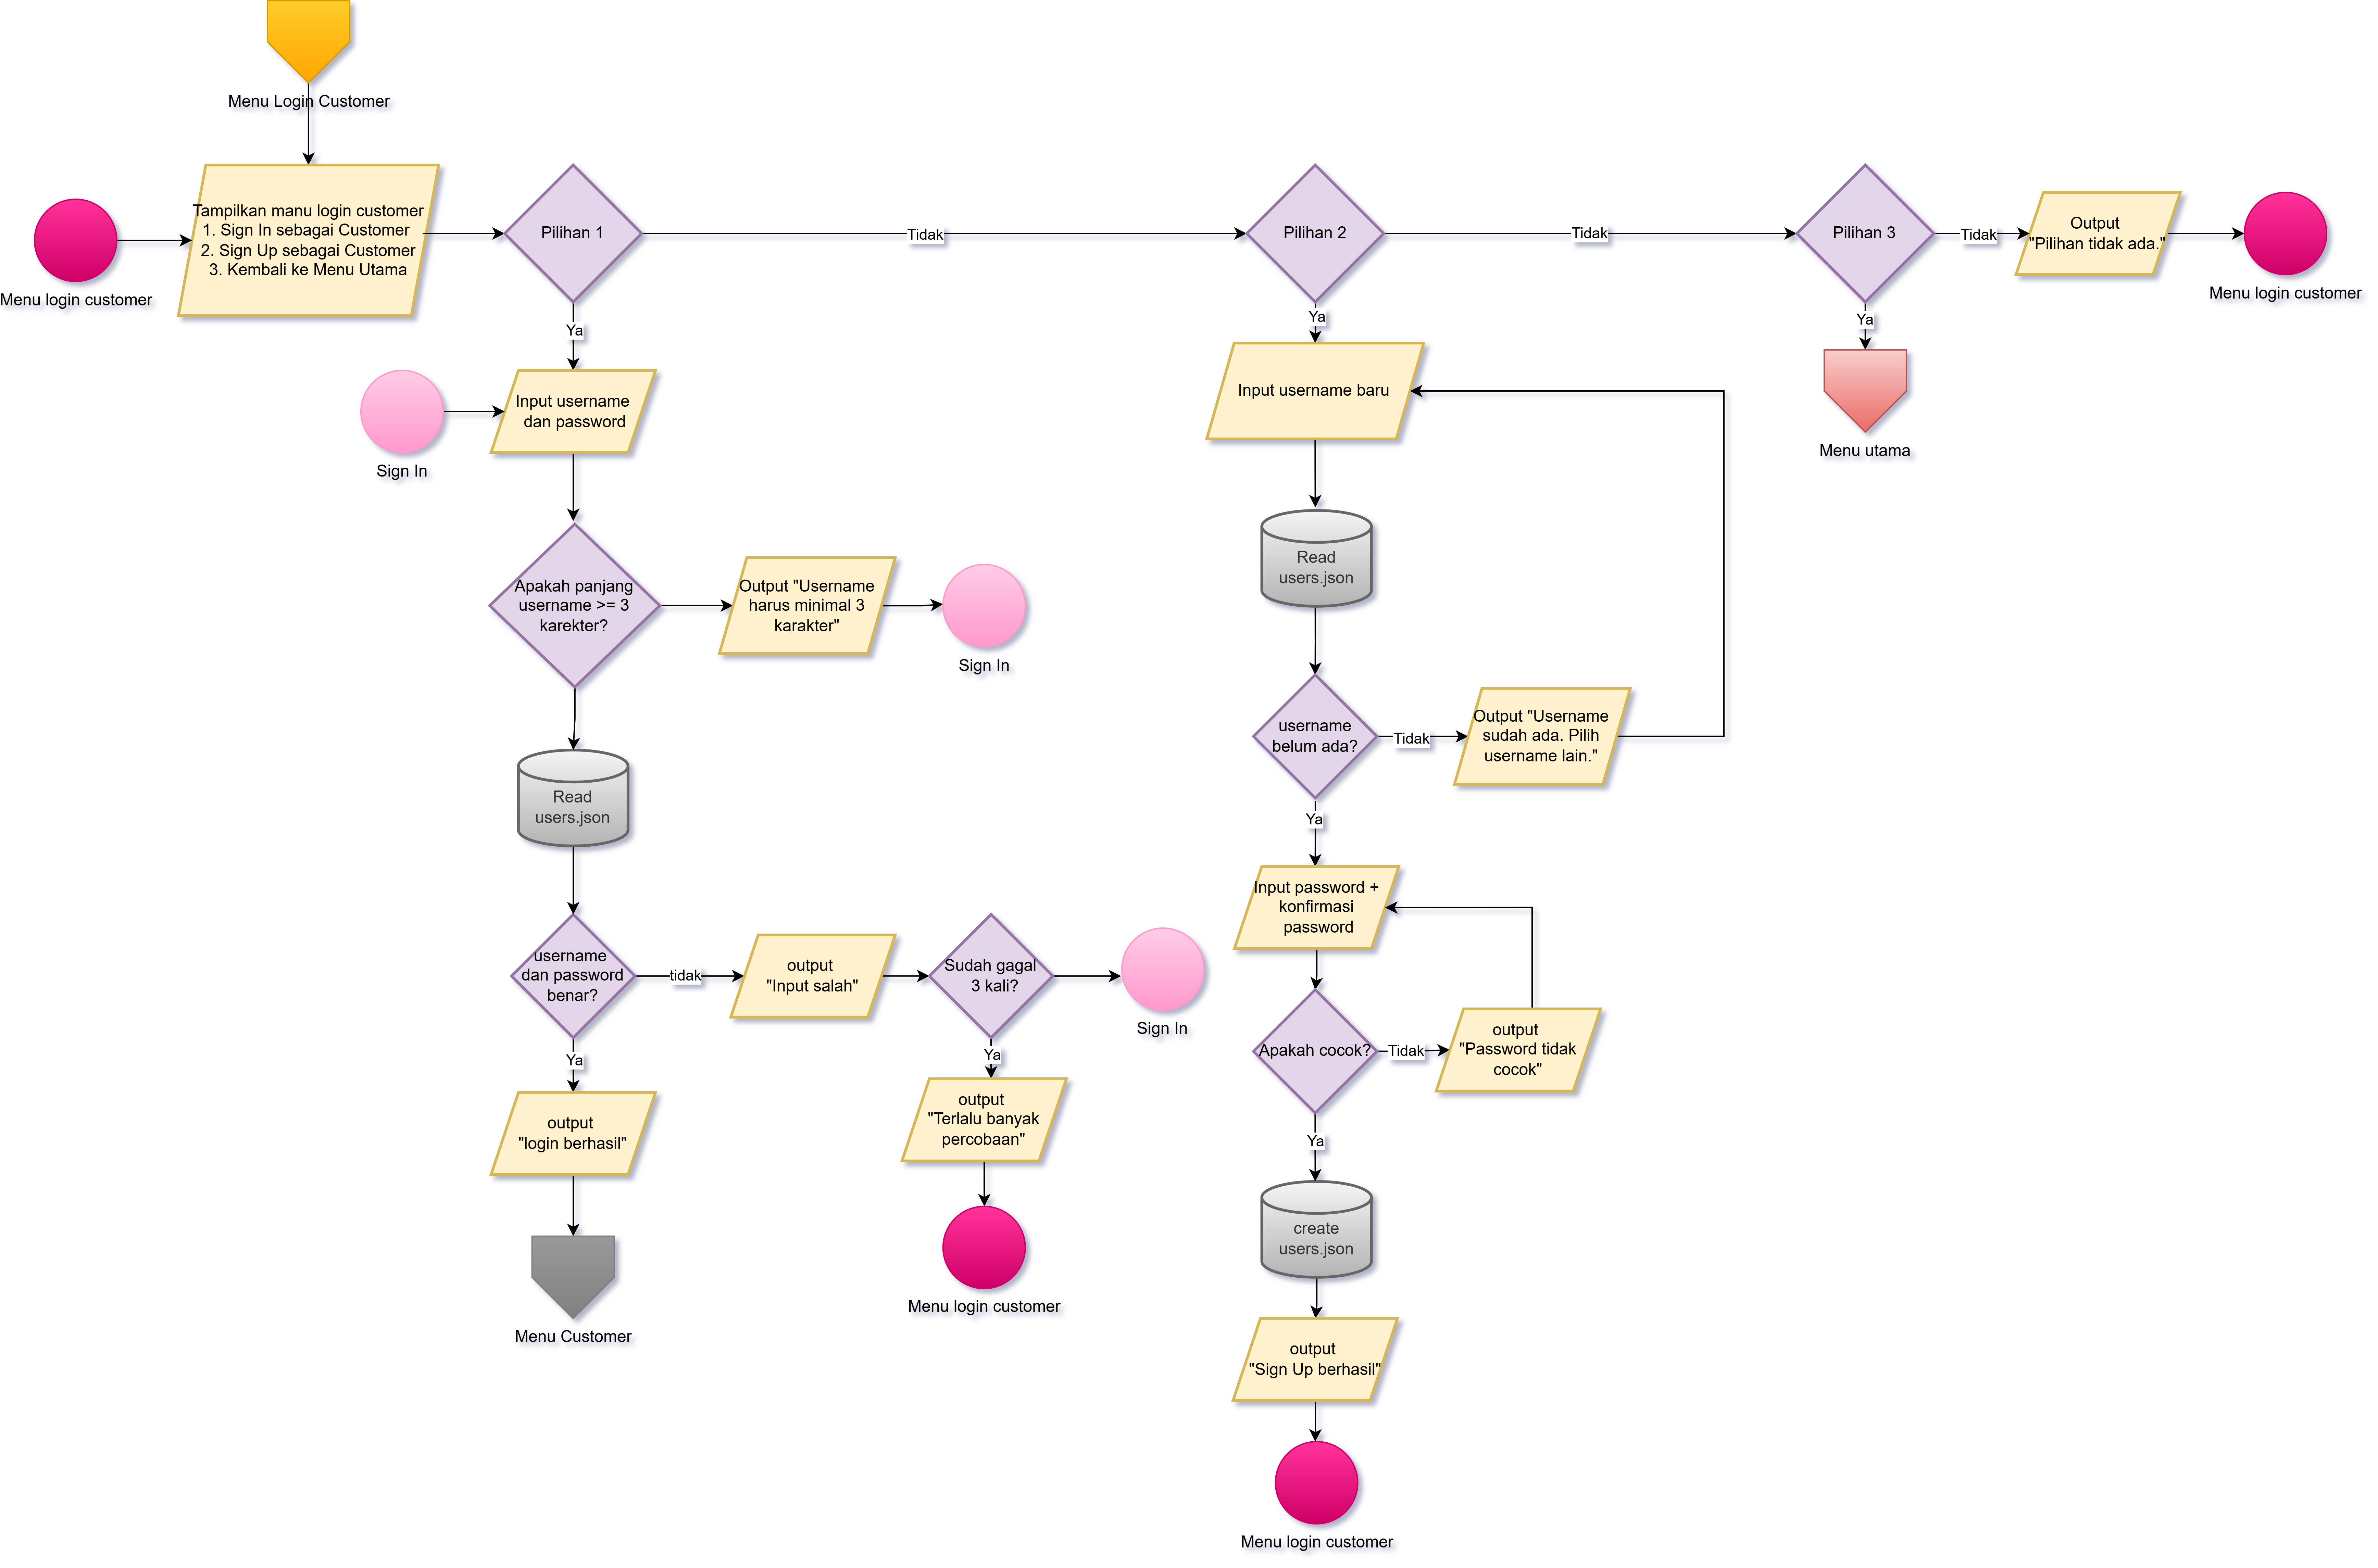 Menu Login Customer
Tampilkan manu login customer
1. Sign In sebagai Customer
2. Sign Up sebagai Customer
3. Kembali ke Menu Utama
Menu login customer
Pilihan 1
Tidak
Pilihan 2
Tidak
Pilihan 3
Tidak
Output
"Pilihan tidak ada."
Menu login customer
Ya
Ya
Ya
Input username
dan password
Sign In
Input username baru
Menu utama
Apakah panjang
username >= 3
karekter?
Output "Username
harus minimal 3
karakter"
Sign In
Read
users.json
username
belum ada?
Tidak
Output "Username
sudah ada. Pilih
username lain."
Read
users.json
Ya
Input password +
konfirmasi
password
username
dan password
benar?
tidak
output
"Input salah"
Sudah gagal
3 kali?
Sign In
Ya
Ya
Apakah cocok?
Tidak
output
"Password tidak
cocok"
output
"login berhasil"
output
"Terlalu banyak
percobaan"
Ya
create
users.json
Menu Customer
Menu login customer
output
"Sign Up berhasil"
Menu login customer